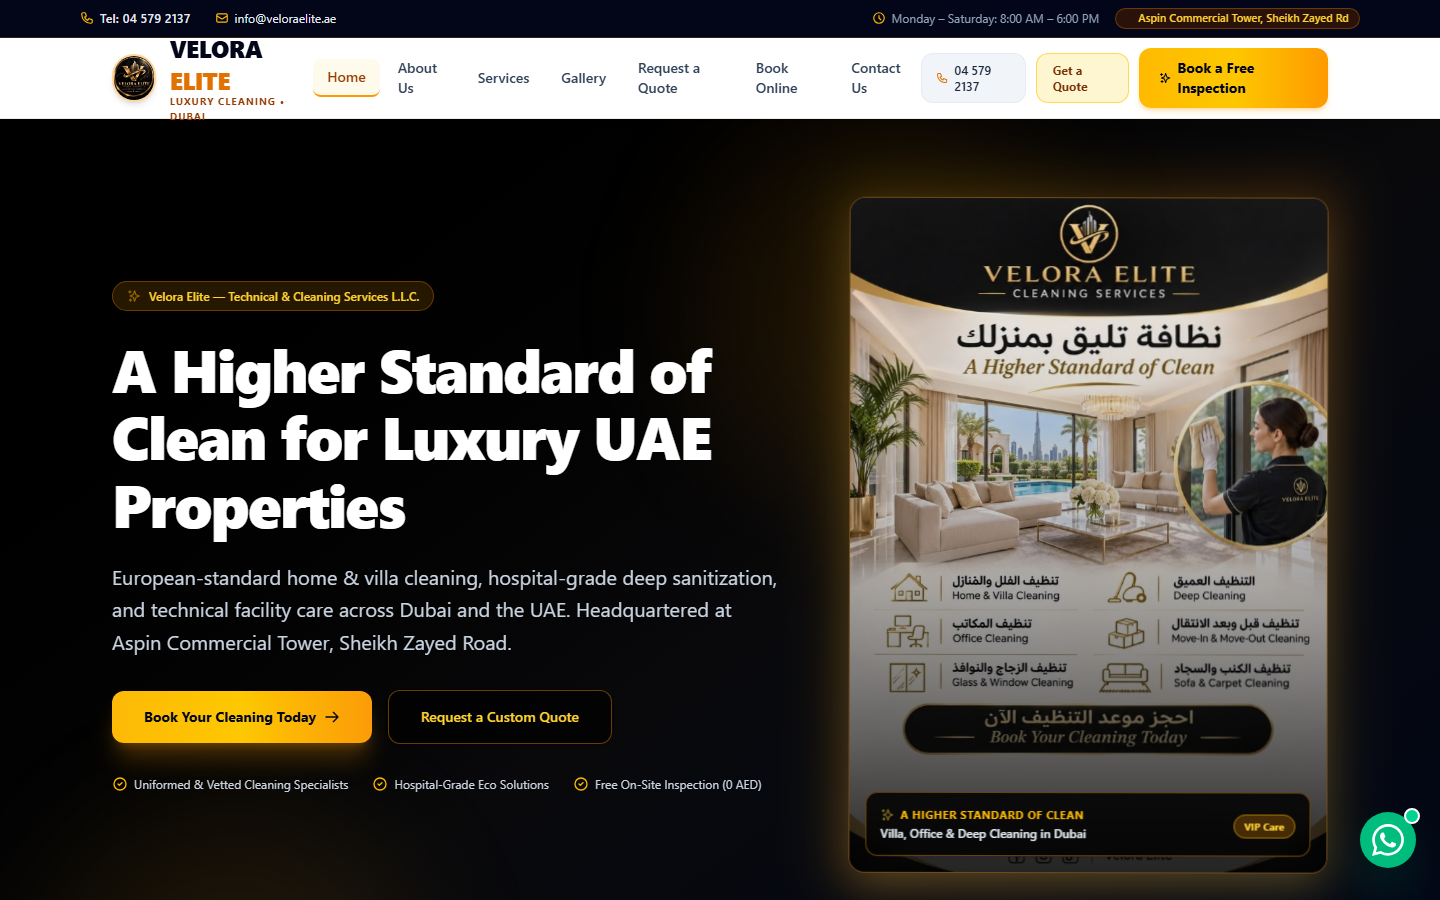 Tel: 04 579 2137
info@veloraelite.ae
Monday – Saturday: 8:00 AM – 6:00 PM
Aspin Commercial Tower, Sheikh Zayed Rd
VELORA
ELITE
LUXURY CLEANING •
DUBAI
Home
About
Us
Services
Gallery
Request a
Quote
Book
Online
Contact
Us
04 579
2137
Get a
Quote
Book a Free
Inspection
Velora Elite — Technical & Cleaning Services L.L.C.
A Higher Standard of
Clean for Luxury UAE
Properties
European-standard home & villa cleaning, hospital-grade deep sanitization,
and technical facility care across Dubai and the UAE. Headquartered at
Aspin Commercial Tower, Sheikh Zayed Road.
Book Your Cleaning Today
Request a Custom Quote
Uniformed & Vetted Cleaning Specialists
Hospital-Grade Eco Solutions
Free On-Site Inspection (0 AED)
VELORA ELITE
CLEANING SERVICES
نظافة تليق بمنزلك
A Higher Standard of Clean
VELORA ELITE
تنظيف الفلل والمنازل
Home & Villa Cleaning
التنظيف العميق
Deep Cleaning
تنظيف المكاتب
Office Cleaning
تنظيف قبل وبعد الانتقال
Move-In & Move-Out Cleaning
تنظيف الزجاج والنوافذ
Glass & Window Cleaning
تنظيف الكنب والسجاد
Sofa & Carpet Cleaning
احجز موعد التنظيف الآن
Book Your Cleaning Today
A HIGHER STANDARD OF CLEAN
Villa, Office & Deep Cleaning in Dubai
VIP Care
Velora Elite